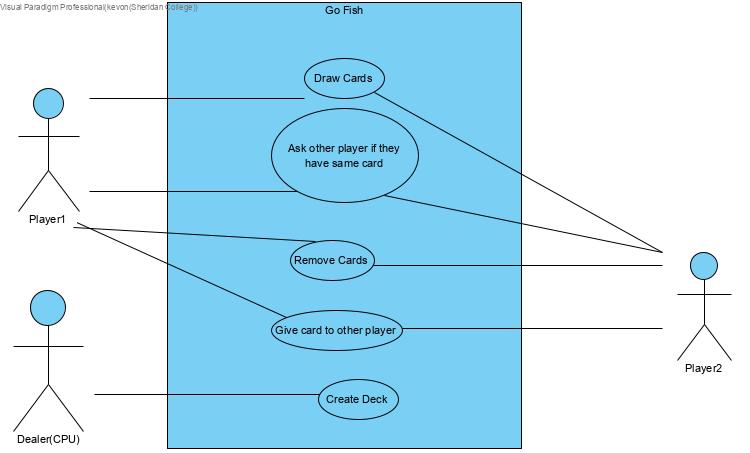 Visual Paradigm Professional(kevon(Sheridan College))
Go Fish
Draw Cards
Ask other player if they
have same card
Player1
Remove Cards
Give card to other player
Player2
Create Deck
Dealer(CPU)